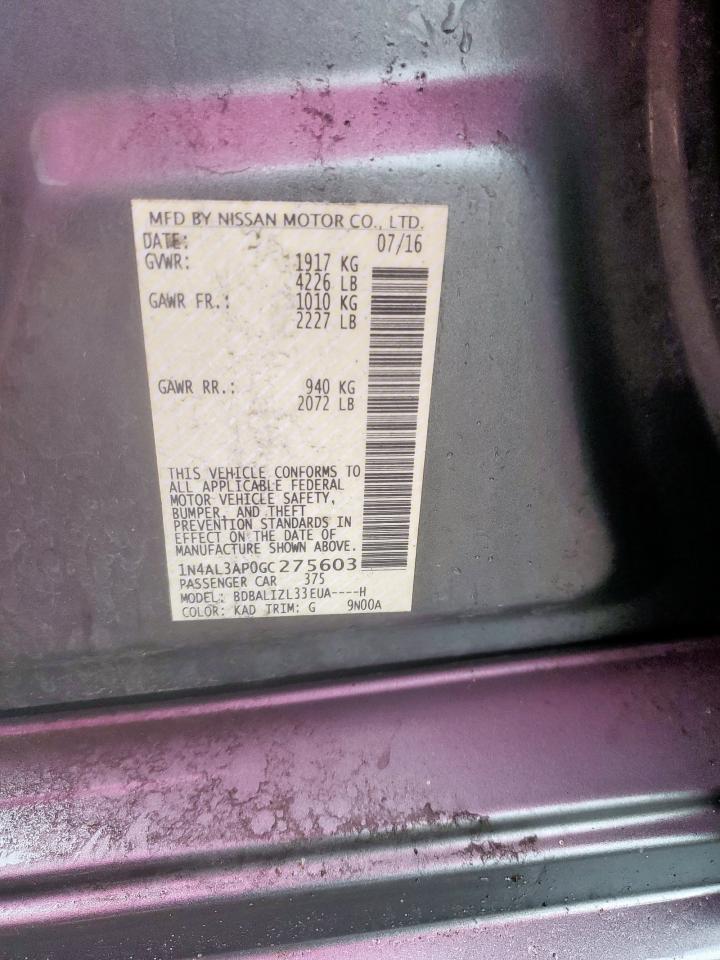 MFD BY NISSAN MOTOR CO., LTD.
DATE: 07/16
GVWR: 1917 KG
4226 LB
GAWR FR.: 1010 KG
2227 LB
GAWR RR.: 940 KG
2072 LB
THIS VEHICLE CONFORMS TO
ALL APPLICABLE FEDERAL
MOTOR VEHICLE SAFETY,
BUMPER, AND THEFT
PREVENTION STANDARDS IN
EFFECT ON THE DATE OF
MANUFACTURE SHOWN ABOVE.
1N4AL3AP0GC275603
PASSENGER CAR 375
MODEL: BDBALIZL33EUA----H
COLOR: KAD TRIM: G 9N00A